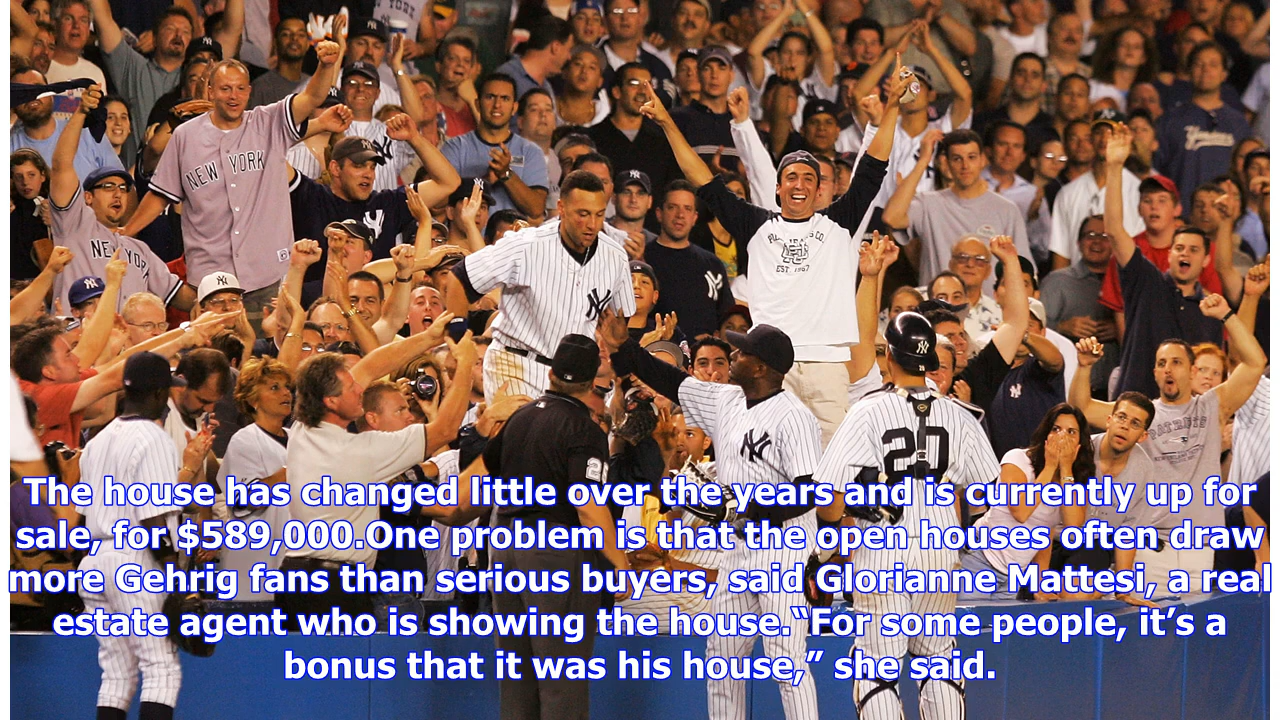 NEW YORK
NEW YORK
EST. 1987
20
PATRIOTS
The house has changed little over the years and is currently up for
sale, for $589,000.One problem is that the open houses often draw
more Gehrig fans than serious buyers, said Glorianne Mattesi, a real
estate agent who is showing the house.“For some people, it’s a
bonus that it was his house,” she said.